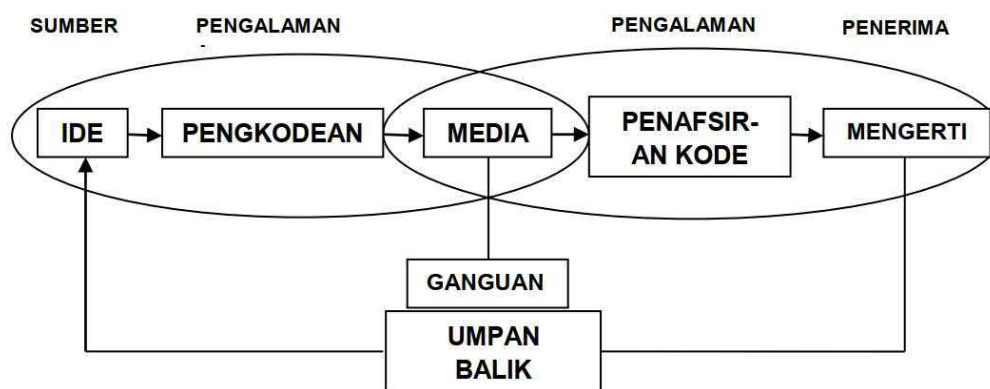 SUMBER
PENGALAMAN
PENGALAMAN
PENERIMA
IDE
PENGKODEAN
MEDIA
PENAFSIR-
AN KODE
MENGERTI
GANGUAN
UMPAN
BALIK